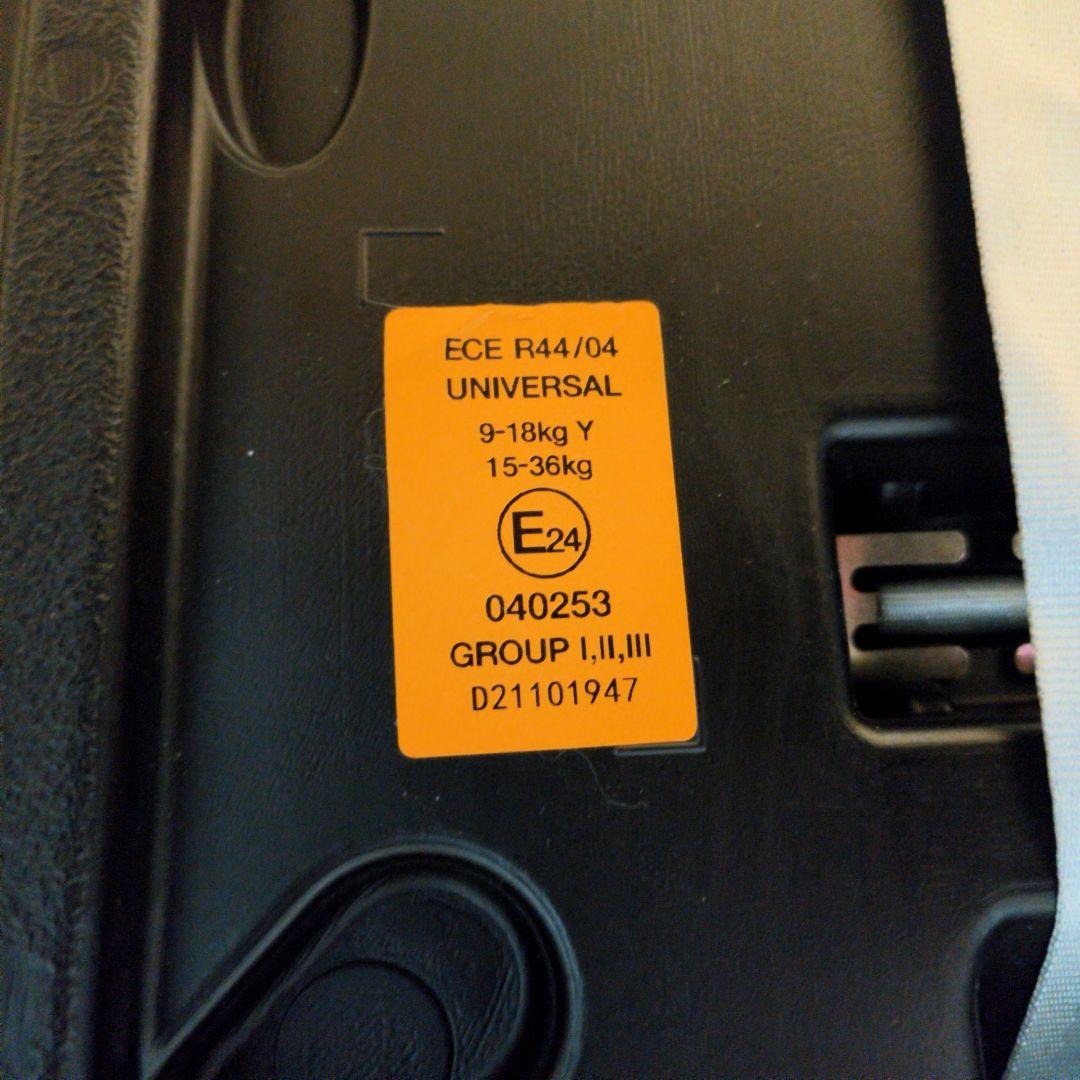 ECE R44/04
UNIVERSAL
9-18kg Y
15-36kg
E24
040253
GROUP I,II,III
D21101947